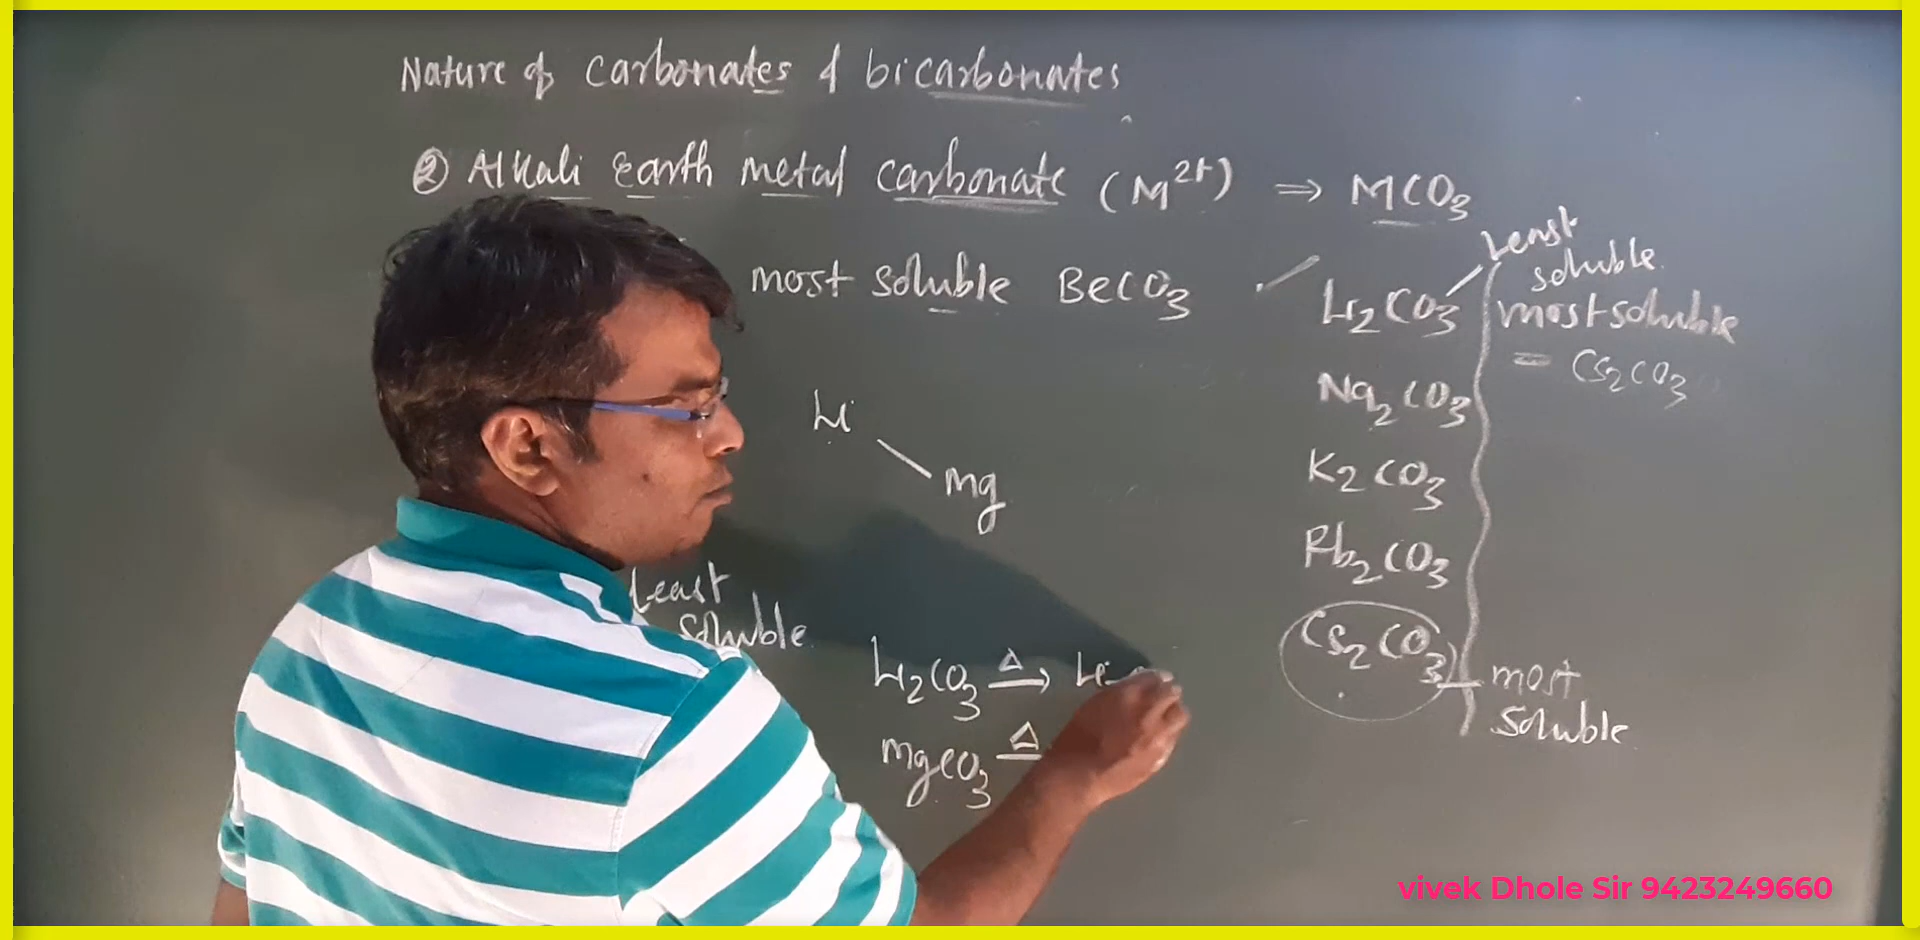 Nature of carbonates & bicarbonates
② Alkali Earth metal carbonate (M²⁺) ⇒ MCO₃
most soluble BeCO₃
Least
soluble
Li
Mg
Li₂CO₃ Δ→ Li
MgCO₃ Δ
Li₂CO₃
Na₂CO₃
K₂CO₃
Rb₂CO₃
Cs₂CO₃
Least
soluble.
most soluble
= Cs₂CO₃
most
soluble.
vivek Dhole Sir 9423249660